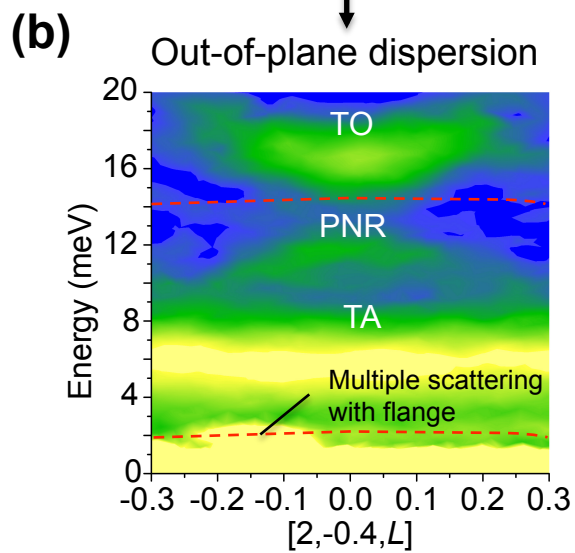 (b)
Out-of-plane dispersion
20
16
12
8
4
0
Energy (meV)
TO
PNR
TA
Multiple scattering
with flange
-0.3 -0.2 -0.1 0.0 0.1 0.2 0.3
[2,-0.4,L]